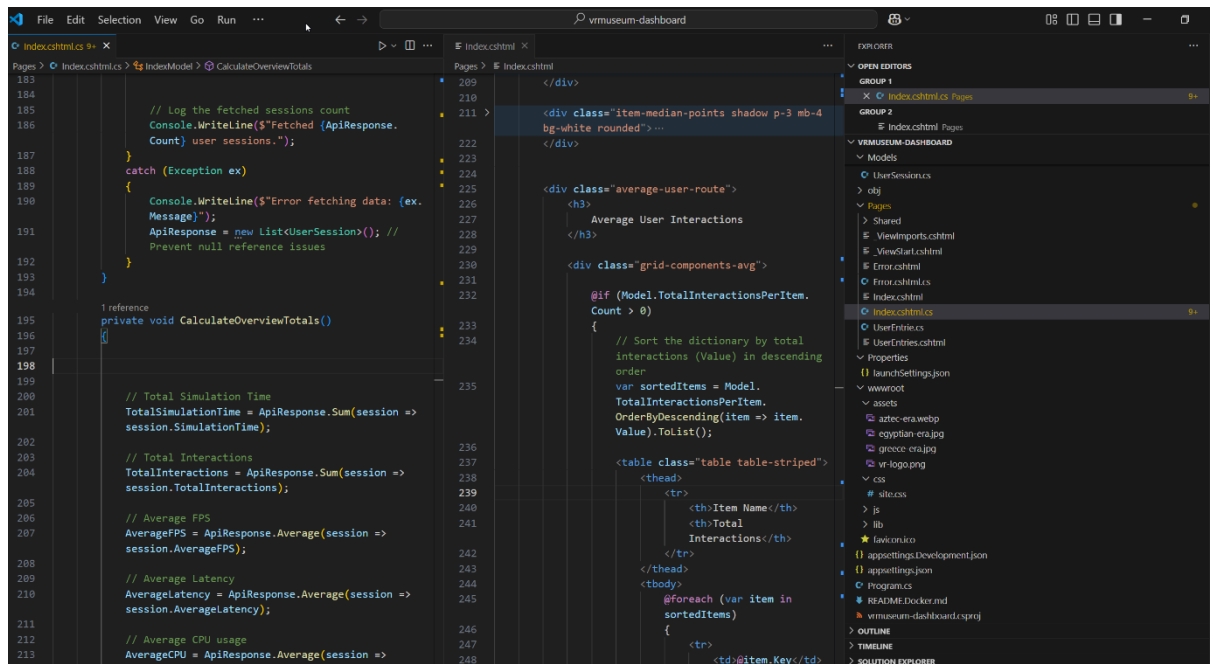 File Edit Selection View Go Run ··· ← → vrmuseum-dashboard
Index.cshtml.cs 9+ ×
Pages > Index.cshtml.cs > IndexModel > CalculateOverviewTotals
183
184
185 // Log the fetched sessions count
186 Console.WriteLine($"Fetched {ApiResponse.
Count} user sessions.");
187 }
188 catch (Exception ex)
189 {
190 Console.WriteLine($"Error fetching data: {ex.
Message}");
191 ApiResponse = new List<UserSession>(); //
Prevent null reference issues
192 }
193 }
194
1 reference
195 private void CalculateOverviewTotals()
196 {
197
198
199
200 // Total Simulation Time
201 TotalSimulationTime = ApiResponse.Sum(session =>
session.SimulationTime);
202
203 // Total Interactions
204 TotalInteractions = ApiResponse.Sum(session =>
session.TotalInteractions);
205
206 // Average FPS
207 AverageFPS = ApiResponse.Average(session =>
session.AverageFPS);
208
209 // Average Latency
210 AverageLatency = ApiResponse.Average(session =>
session.AverageLatency);
211
212 // Average CPU usage
213 AverageCPU = ApiResponse.Average(session =>
Index.cshtml ×
Pages > Index.cshtml
209 </div>
210
211 > <div class="item-median-points shadow p-3 mb-4
bg-white rounded">···
222 </div>
223
224
225 <div class="average-user-route">
226 <h3>
227 Average User Interactions
228 </h3>
229
230 <div class="grid-components-avg">
231
232 @if (Model.TotalInteractionsPerItem.
Count > 0)
233 {
234 // Sort the dictionary by total
interactions (Value) in descending
order
235 var sortedItems = Model.
TotalInteractionsPerItem.
OrderByDescending(item => item.
Value).ToList();
236
237 <table class="table table-striped">
238 <thead>
239 <tr>
240 <th>Item Name</th>
241 <th>Total
Interactions</th>
242 </tr>
243 </thead>
244 <tbody>
245 @foreach (var item in
sortedItems)
246 {
247 <tr>
248 <td>@item.Key</td>
EXPLORER
OPEN EDITORS
GROUP 1
× Index.cshtml.cs Pages 9+
GROUP 2
Index.cshtml Pages
VRMUSEUM-DASHBOARD
Models
UserSession.cs
> obj
Pages
> Shared
_ViewImports.cshtml
_ViewStart.cshtml
Error.cshtml
Error.cshtml.cs
Index.cshtml
Index.cshtml.cs 9+
UserEntrie.cs
UserEntries.cshtml
Properties
{} launchSettings.json
wwwroot
assets
aztec-era.webp
egyptian-era.jpg
greece-era.jpg
vr-logo.png
css
# site.css
> js
> lib
favicon.ico
{} appsettings.Development.json
{} appsettings.json
Program.cs
README.Docker.md
vrmuseum-dashboard.csproj
> OUTLINE
> TIMELINE
> SOLUTION EXPLORER